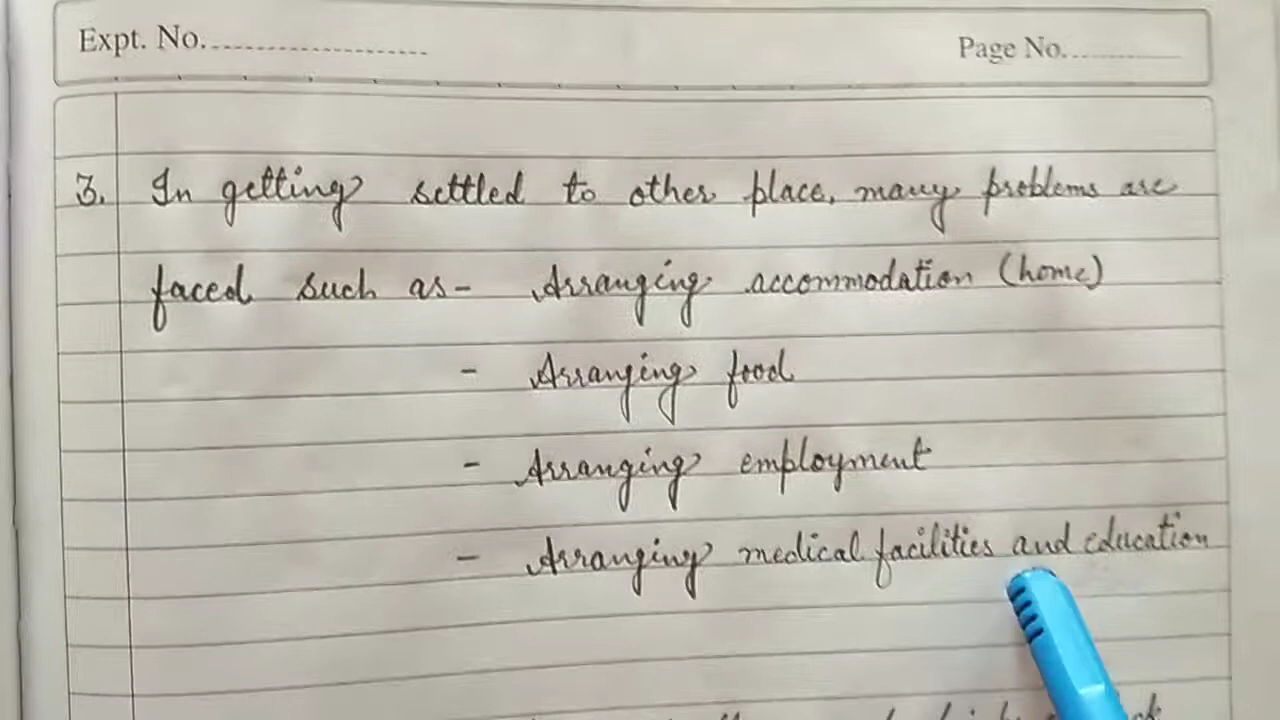 Expt. No.
Page No.
3. In getting settled to other place, many problems are
faced such as - Arranging accommodation (home)
- Arranging food
- Arranging employment
- Arranging medical facilities and education